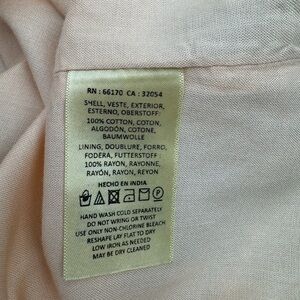 RN : 66170 CA : 32054
SHELL, VESTE, EXTERIOR,
ESTERNO, OBERSTOFF:
100% COTTON, COTON,
ALGODÓN, COTONE,
BAUMWOLLE
LINING, DOUBLURE, FORRO,
FODERA, FUTTERSTOFF:
100% RAYON, RAYONNE,
RAYÓN, RAYON, REYON
HECHO EN INDIA
HAND WASH COLD SEPARATELY
DO NOT WRING OR TWIST
USE ONLY NON-CHLORINE BLEACH
RESHAPE LAY FLAT TO DRY
LOW IRON AS NEEDED
MAY BE DRY CLEANED